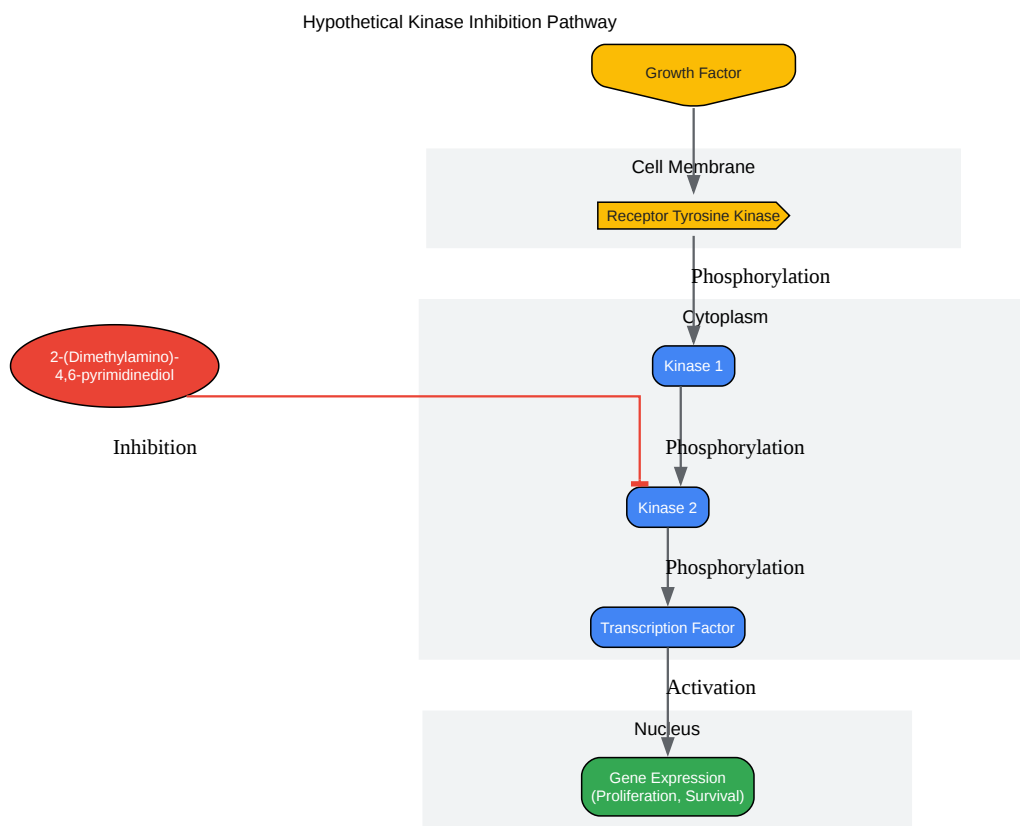 Hypothetical Kinase Inhibition Pathway
Growth Factor
Cell Membrane
Receptor Tyrosine Kinase
Phosphorylation
Cytoplasm
2-(Dimethylamino)-
4,6-pyrimidinediol
Kinase 1
Inhibition
Phosphorylation
Kinase 2
Phosphorylation
Transcription Factor
Activation
Nucleus
Gene Expression
(Proliferation, Survival)